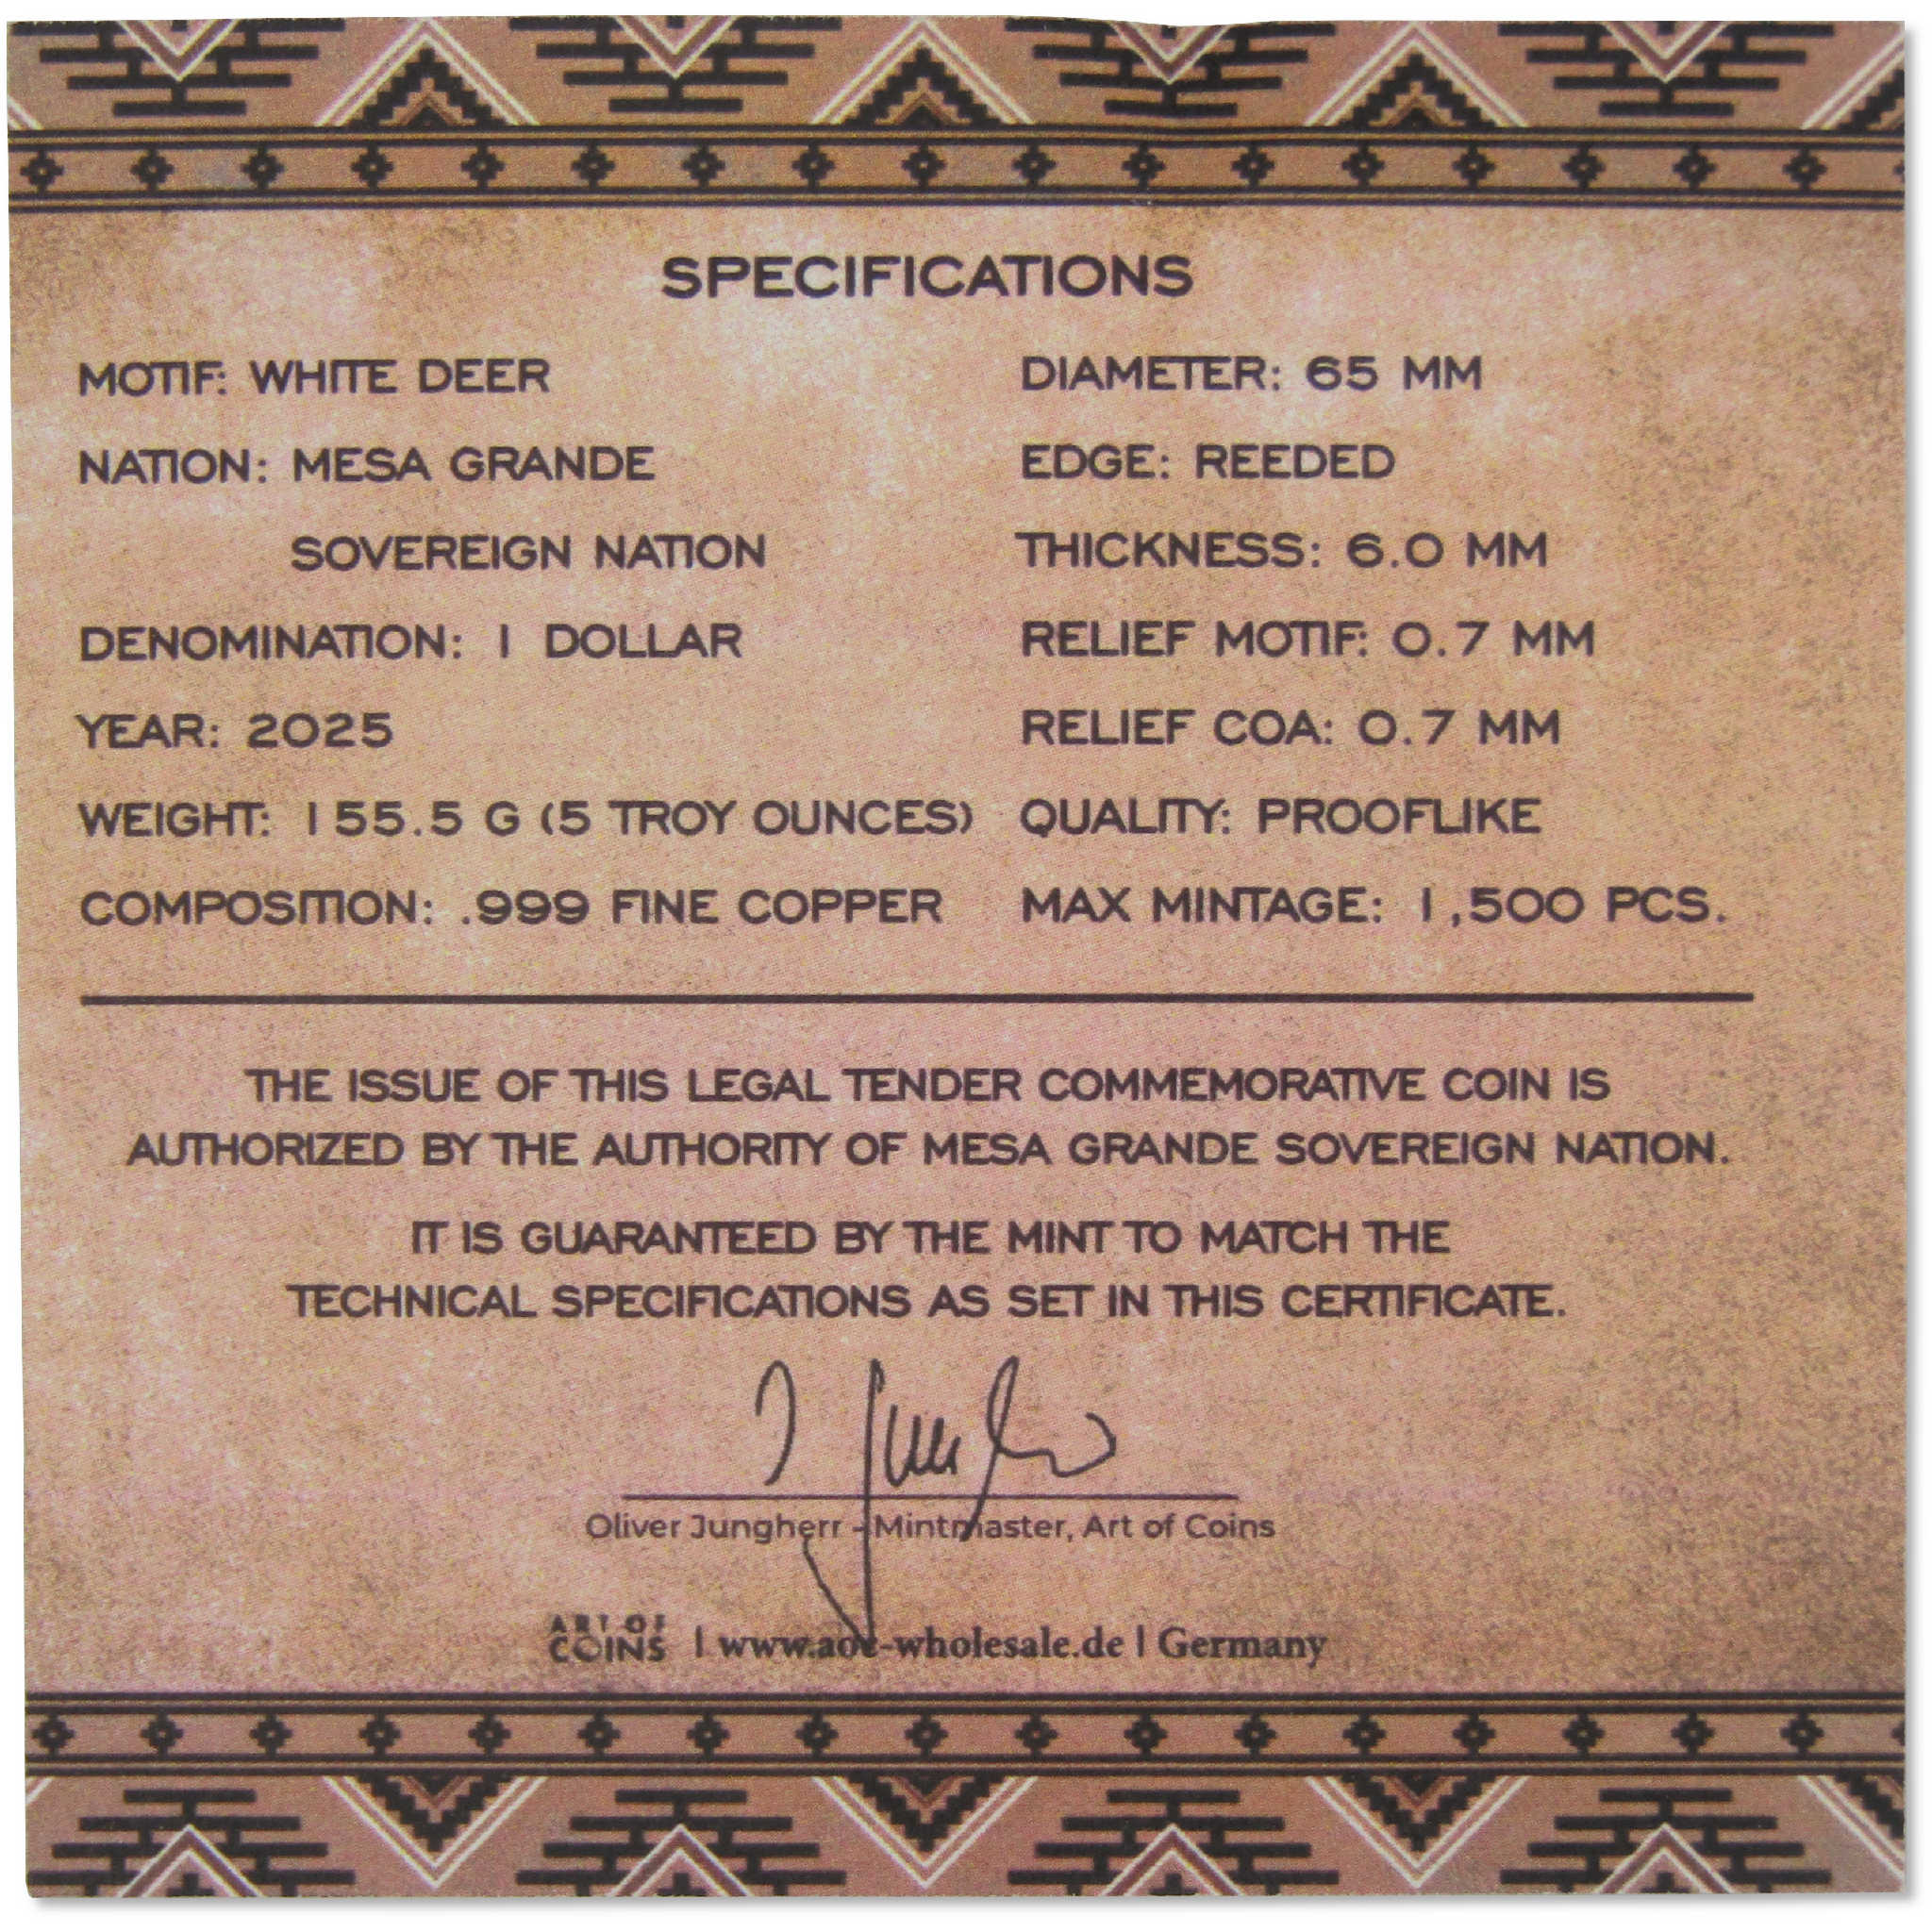 SPECIFICATIONS
MOTIF: WHITE DEER
NATION: MESA GRANDE
SOVEREIGN NATION
DENOMINATION: 1 DOLLAR
YEAR: 2025
WEIGHT: 155.5 G (5 TROY OUNCES)
COMPOSITION: .999 FINE COPPER
DIAMETER: 65 MM
EDGE: REEDED
THICKNESS: 6.0 MM
RELIEF MOTIF: 0.7 MM
RELIEF COA: 0.7 MM
QUALITY: PROOFLIKE
MAX MINTAGE: 1,500 PCS.
THE ISSUE OF THIS LEGAL TENDER COMMEMORATIVE COIN IS
AUTHORIZED BY THE AUTHORITY OF MESA GRANDE SOVEREIGN NATION.
IT IS GUARANTEED BY THE MINT TO MATCH THE
TECHNICAL SPECIFICATIONS AS SET IN THIS CERTIFICATE.
Oliver Jungherr - Mintmaster, Art of Coins
ART OF
COINS | www.aoc-wholesale.de | Germany